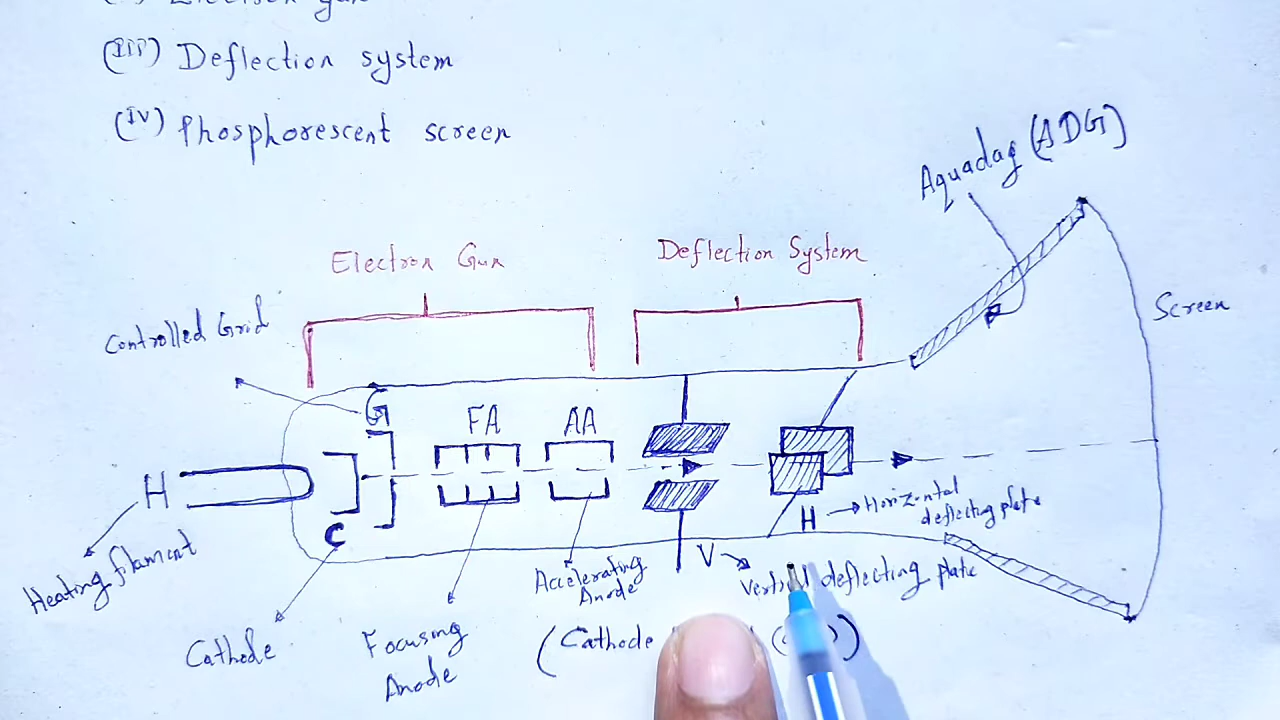 (iii) Deflection system
(iv) Phosphorescent screen
Aquadag (ADG)
Electron Gun
Deflection System
Controlled Grid
Screen
G
FA
AA
H
C
H → Horizontal
deflecting plate
Heating filament
V
deflecting plate
Accelerating
Anode
Cathode
Focusing
Anode
(Cathode